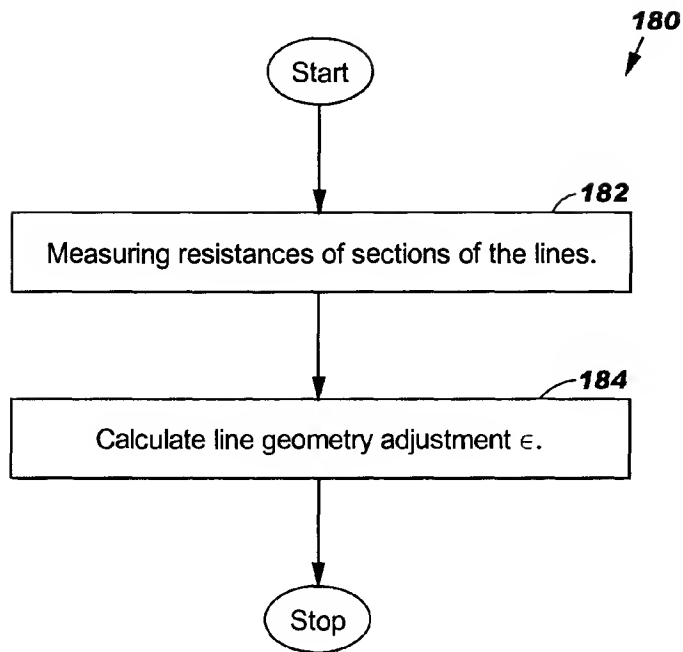 180
Start
182
Measuring resistances of sections of the lines.
184
Calculate line geometry adjustment ϵ.
Stop